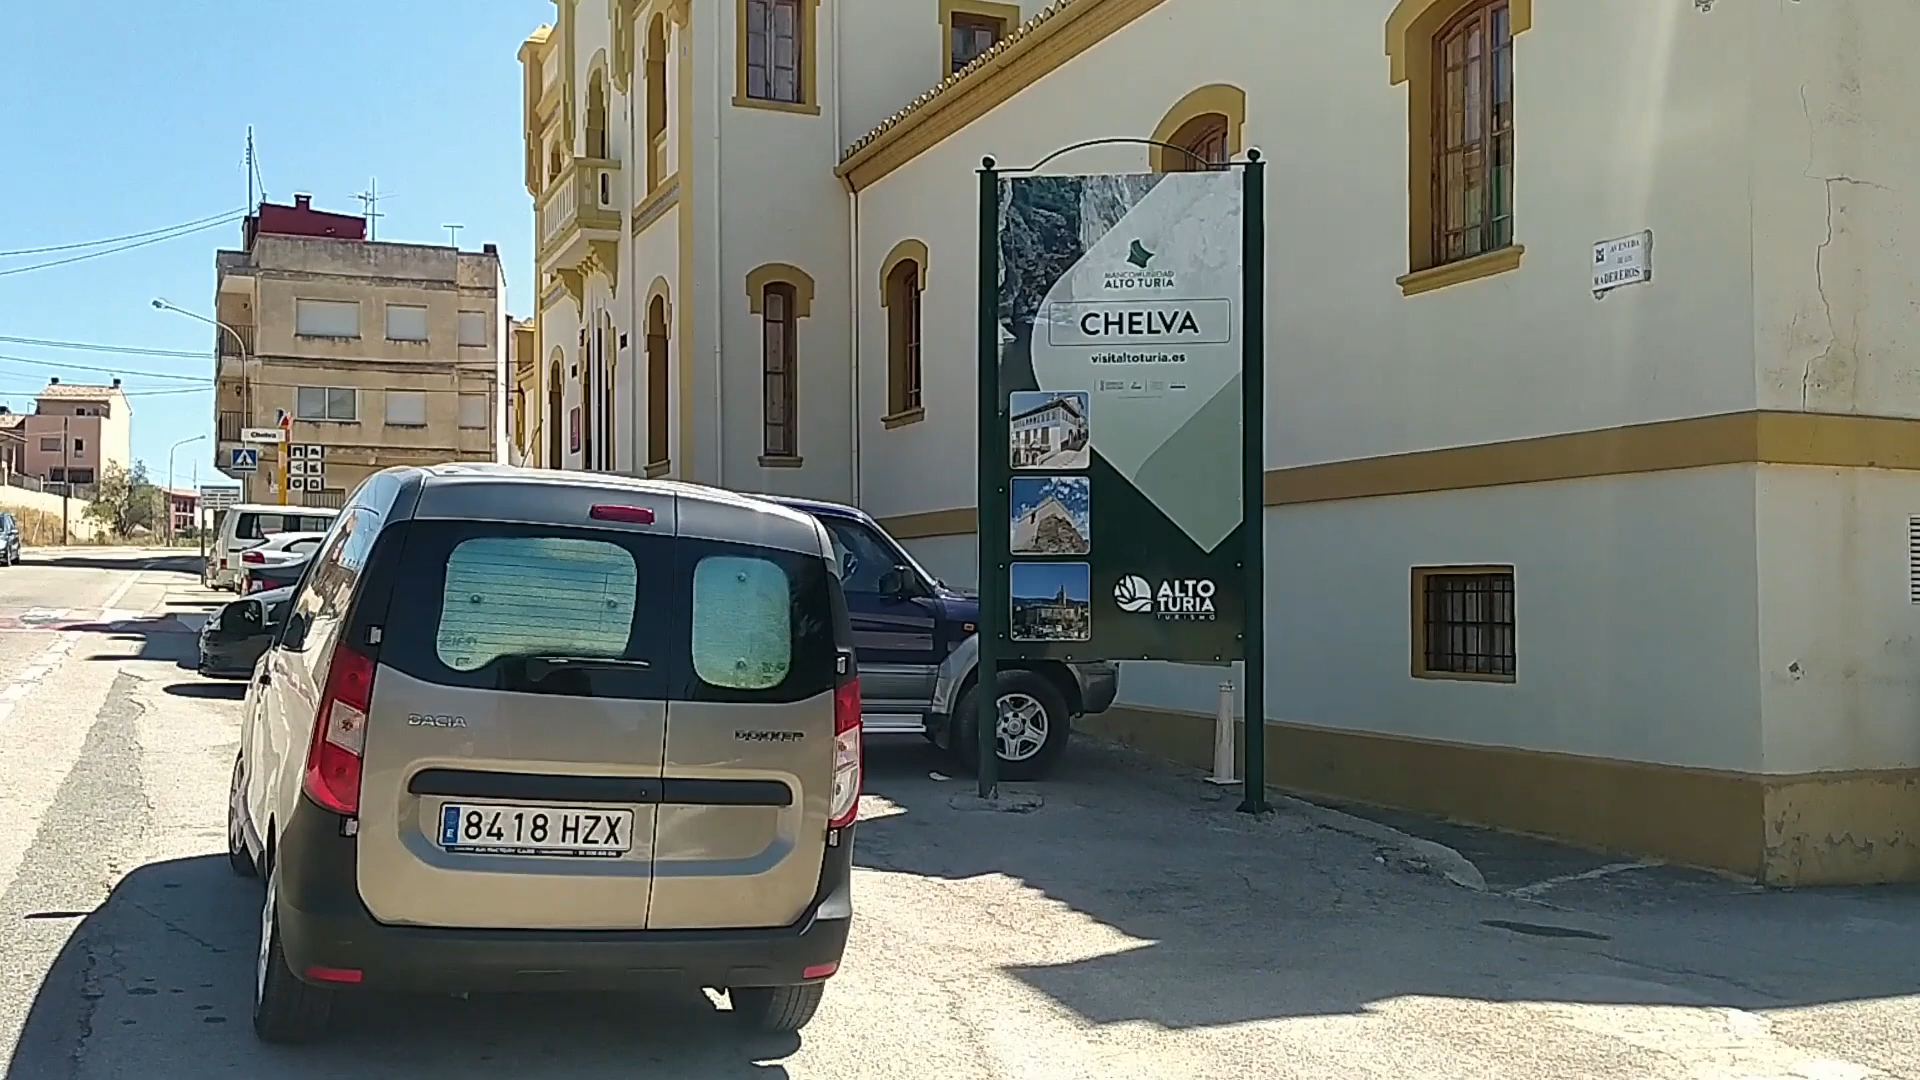 MANCOMUNIDAD
ALTO TURIA
CHELVA
visitaltoturia.es
ALTO
TURIA
TURISMO
AVENIDA
DE LOS
MADEREROS
Chelva
DACIA
DOKKER
E
8418 HZX